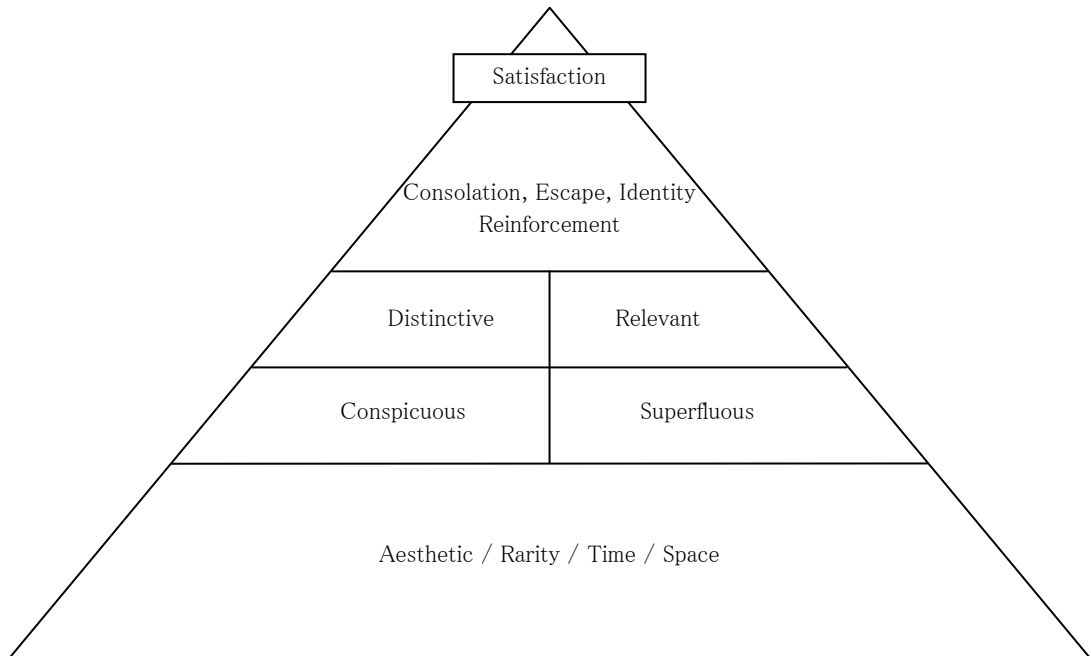 Satisfaction
Consolation, Escape, Identity
Reinforcement
Distinctive
Relevant
Conspicuous
Superfluous
Aesthetic / Rarity / Time / Space